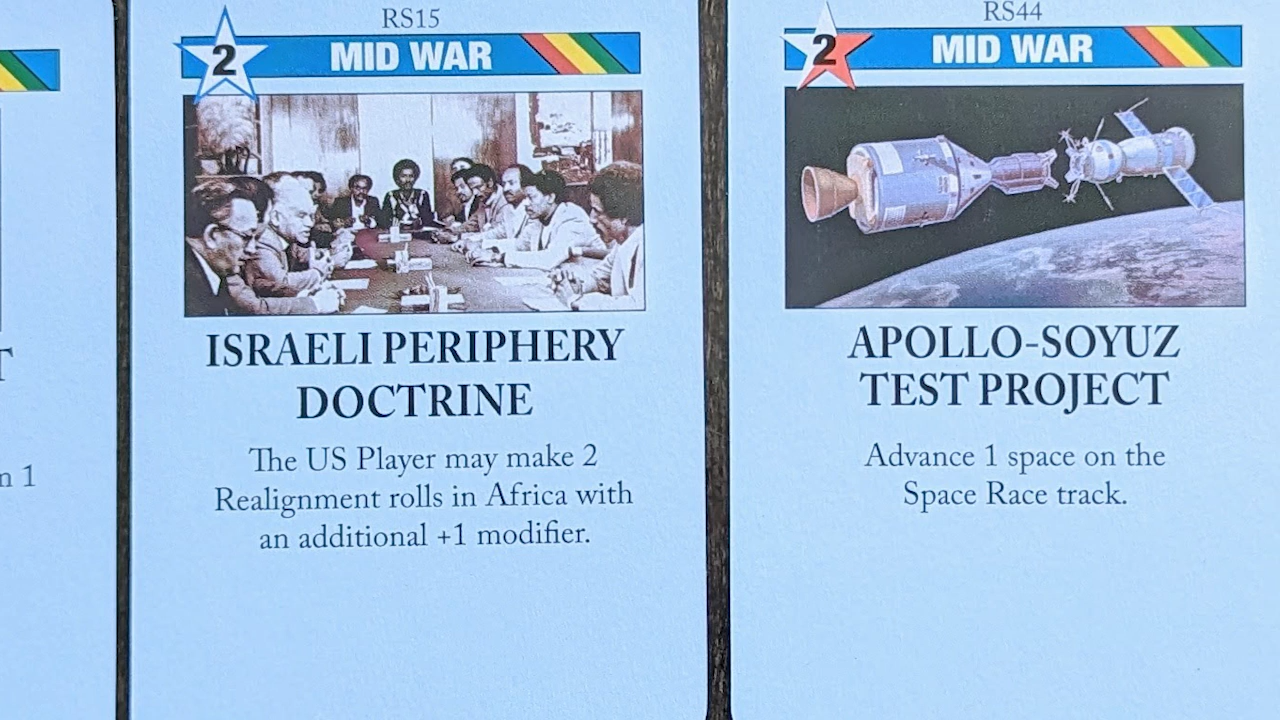 RS15
2
MID WAR
ISRAELI PERIPHERY
DOCTRINE
The US Player may make 2
Realignment rolls in Africa with
an additional +1 modifier.
RS44
2
MID WAR
APOLLO-SOYUZ
TEST PROJECT
Advance 1 space on the
Space Race track.